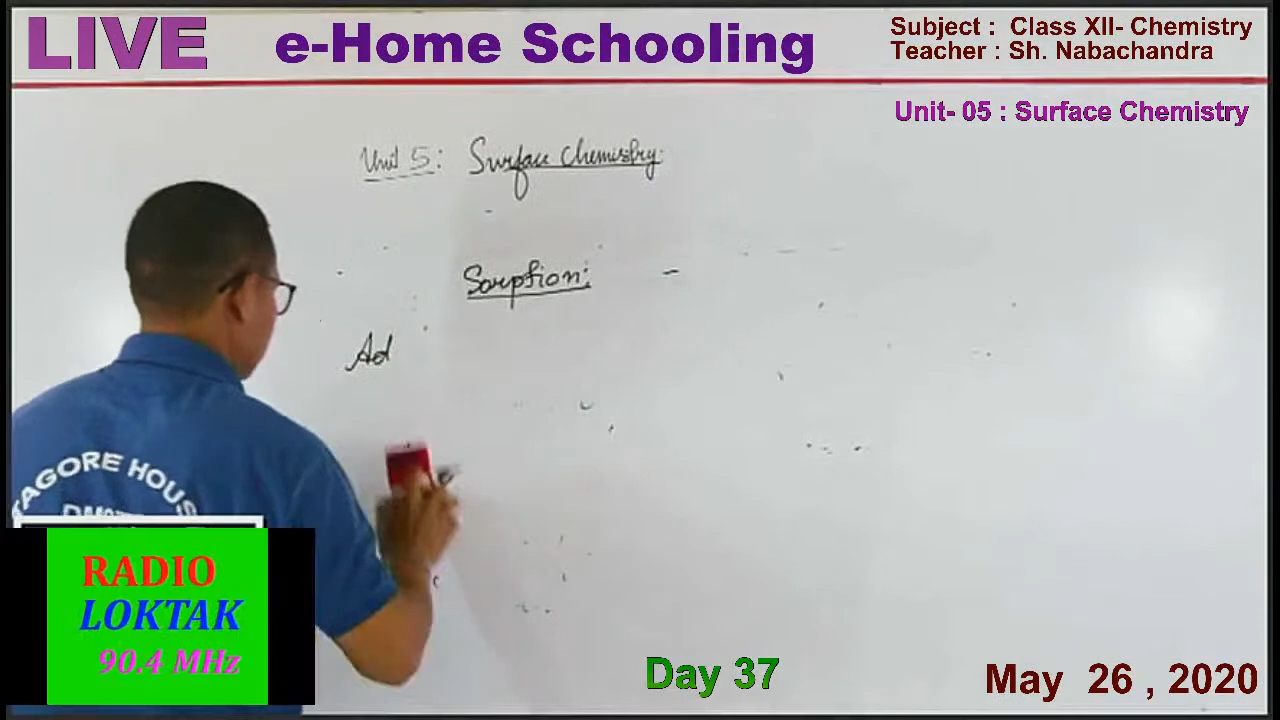 LIVE
e-Home Schooling
Subject : Class XII- Chemistry
Teacher : Sh. Nabachandra
Unit- 05 : Surface Chemistry
Unit 5: Surface Chemistry.
Sorption:
Ad
TAGORE HOUS
RADIO
LOKTAK
90.4 MHz
Day 37
May 26 , 2020